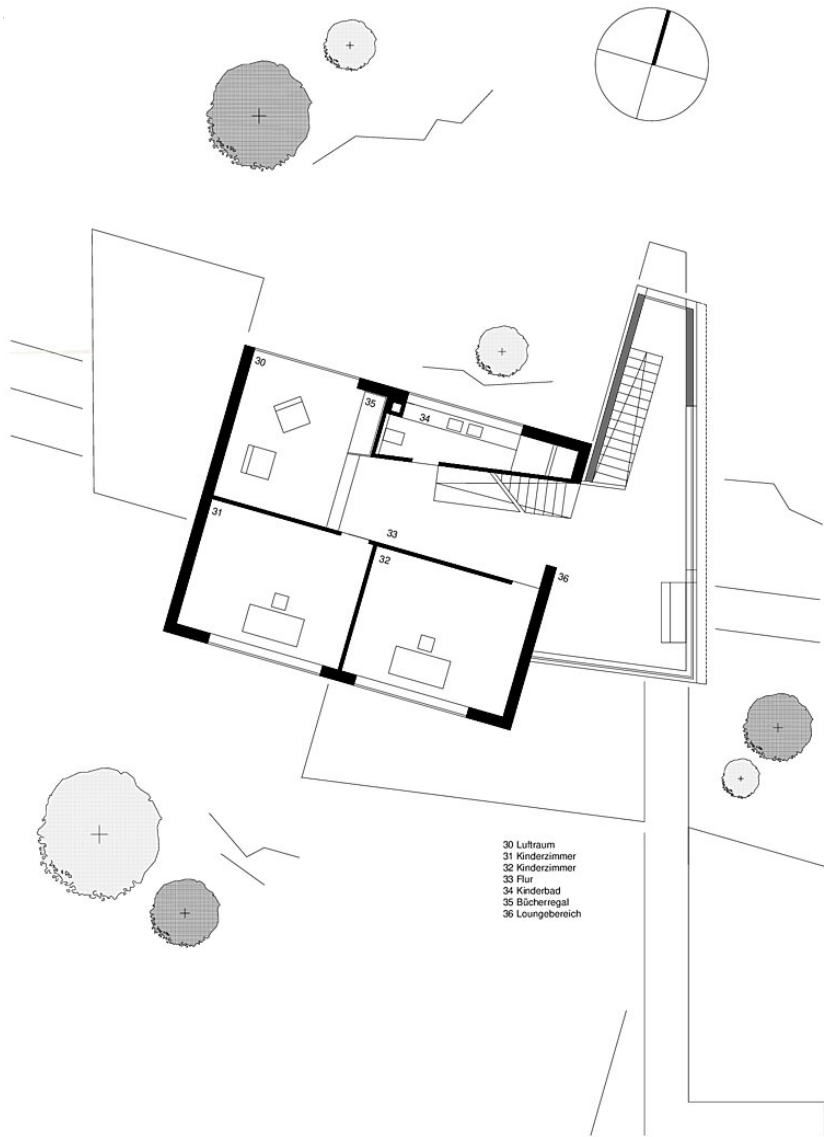 30
35
34
31
33
32
36
30 Luftraum
31 Kinderzimmer
32 Kinderzimmer
33 Flur
34 Kinderbad
35 Bücherregal
36 Loungebereich